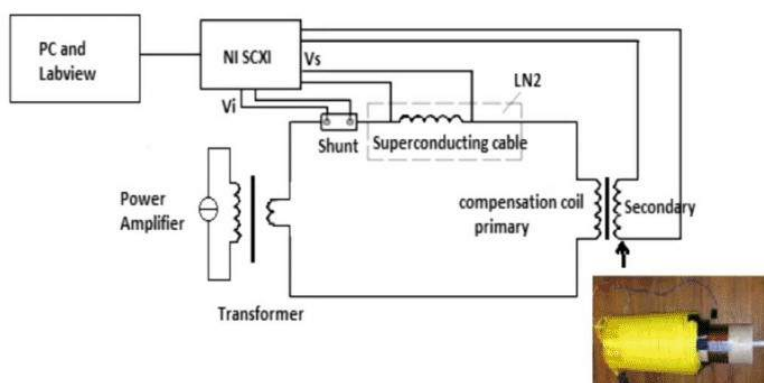 PC and
Labview
NI SCXI
Vs
Vi
LN2
Shunt
Superconducting cable
Power
Amplifier
compensation coil
primary
Secondary
Transformer